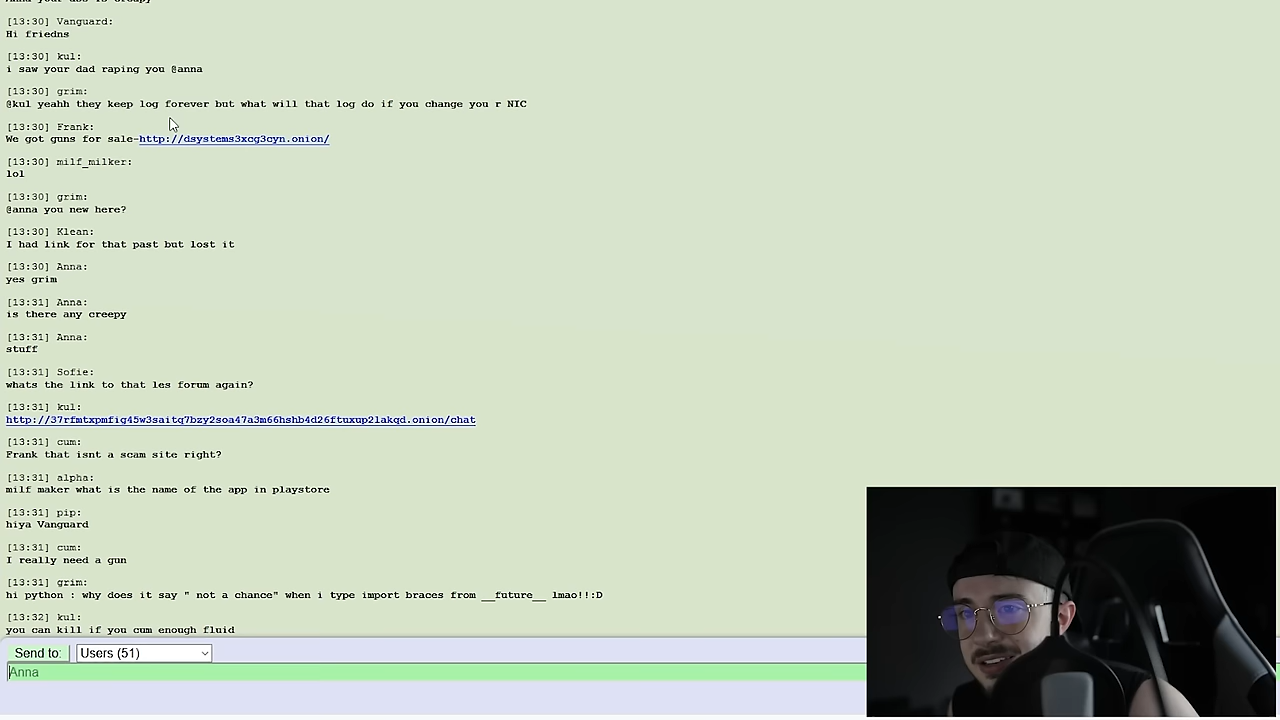 [13:30] Vanguard:
Hi friedns
[13:30] kul:
i saw your dad raping you @anna
[13:30] grim:
@kul yeahh they keep log forever but what will that log do if you change you r NIC
[13:30] Frank:
We got guns for sale-http://dsystems3xcg3cyn.onion/
[13:30] milf_milker:
lol
[13:30] grim:
@anna you new here?
[13:30] Klean:
I had link for that past but lost it
[13:30] Anna:
yes grim
[13:31] Anna:
is there any creepy
[13:31] Anna:
stuff
[13:31] Sofie:
whats the link to that les forum again?
[13:31] kul:
http://37rfmtxpmfig45w3saitq7bzy2soa47a3m66hshb4d26ftuxup2lakqd.onion/chat
[13:31] cum:
Frank that isnt a scam site right?
[13:31] alpha:
milf maker what is the name of the app in playstore
[13:31] pip:
hiya Vanguard
[13:31] cum:
I really need a gun
[13:31] grim:
hi python : why does it say " not a chance" when i type import braces from __future__ lmao!!:D
[13:32] kul:
you can kill if you cum enough fluid
Send to: Users (51)
Anna